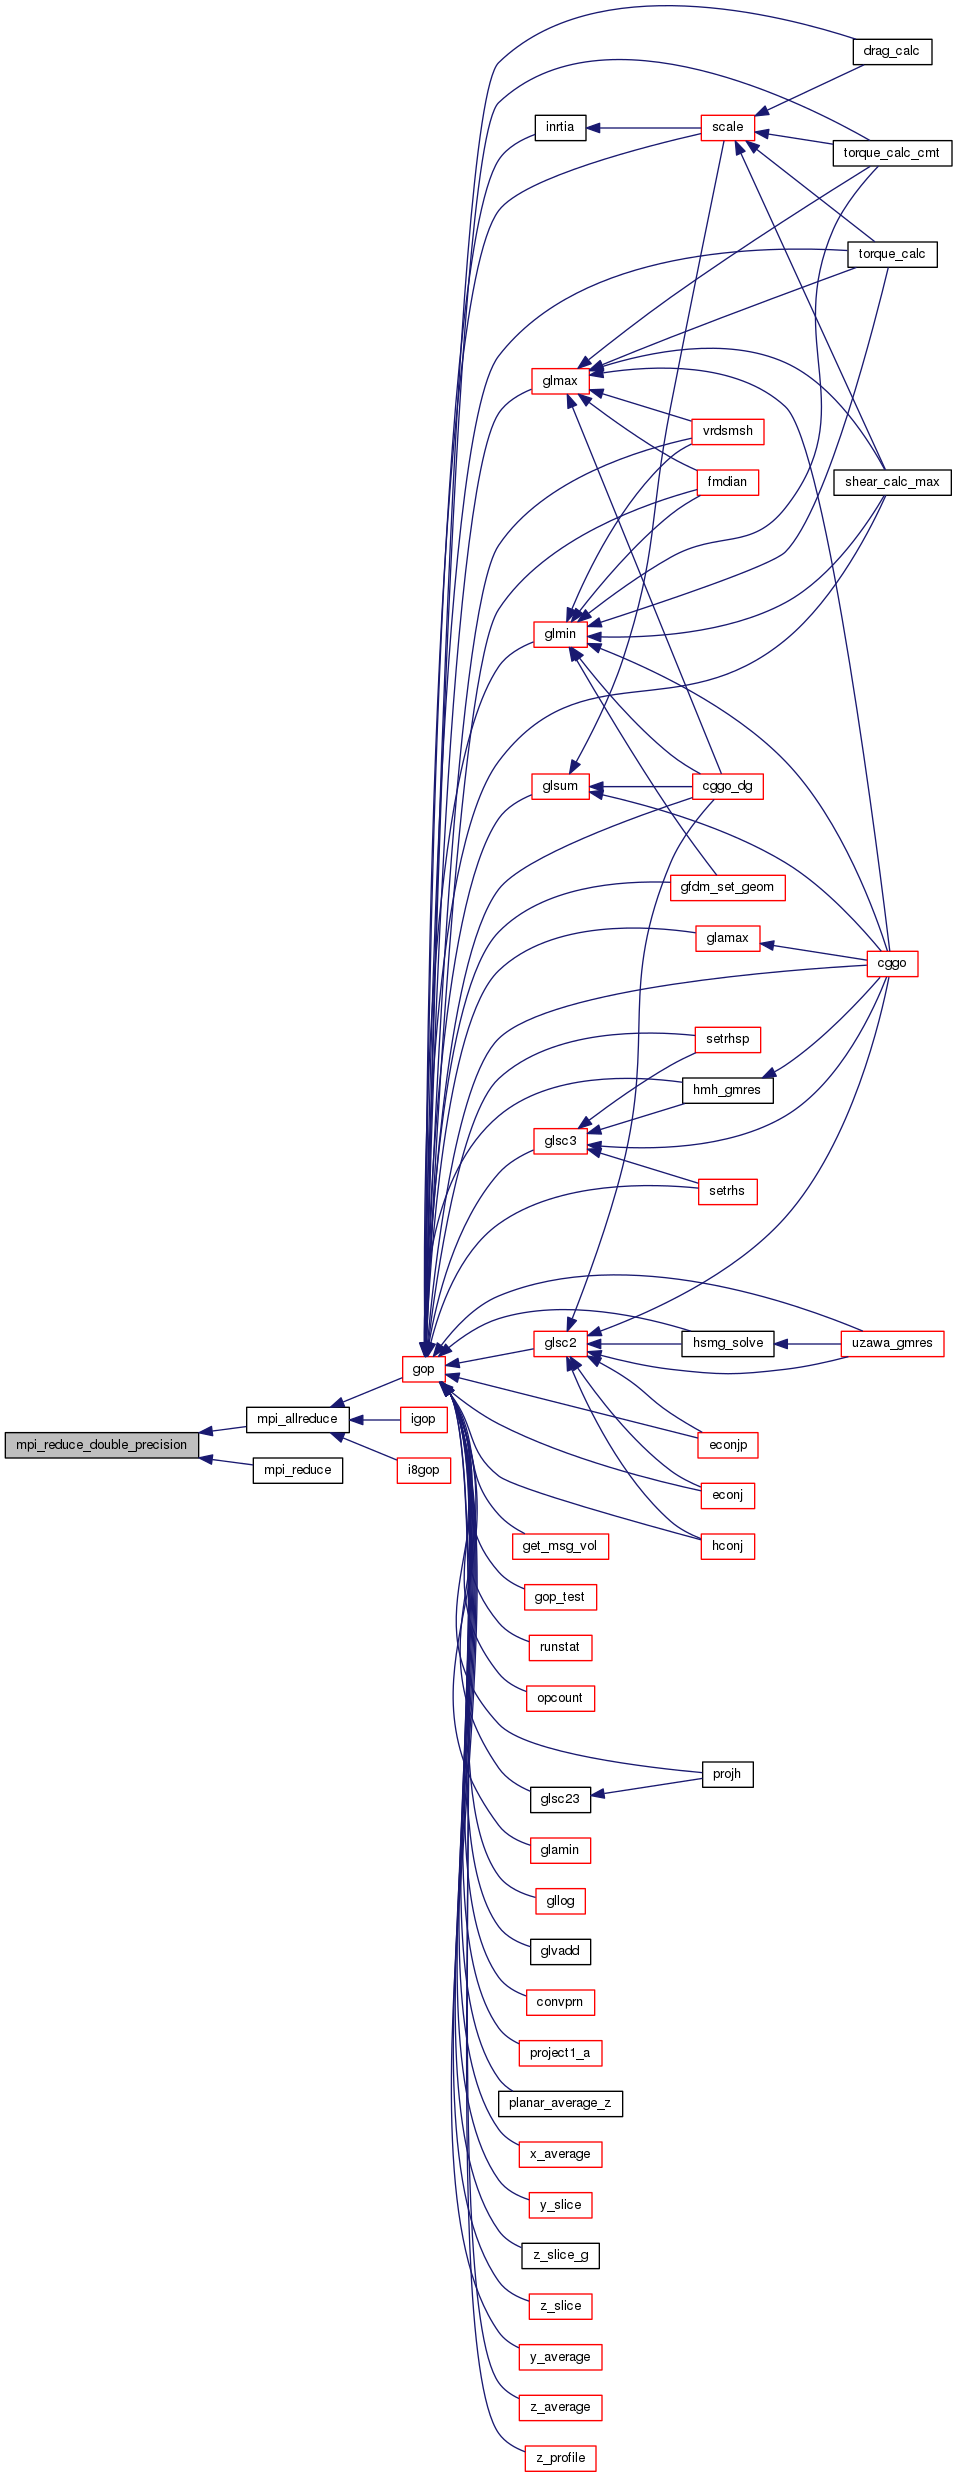 drag_calc
inrtia
scale
torque_calc_cmt
torque_calc
glmax
vrdsmsh
fmdian
shear_calc_max
glmin
glsum
cggo_dg
gfdm_set_geom
glamax
cggo
setrhsp
hmh_gmres
glsc3
setrhs
glsc2
hsmg_solve
uzawa_gmres
gop
mpi_allreduce
igop
mpi_reduce_double_precision
econjp
mpi_reduce
i8gop
econj
get_msg_vol
hconj
gop_test
runstat
opcount
projh
glsc23
glamin
gllog
glvadd
convprn
project1_a
planar_average_z
x_average
y_slice
z_slice_g
z_slice
y_average
z_average
z_profile